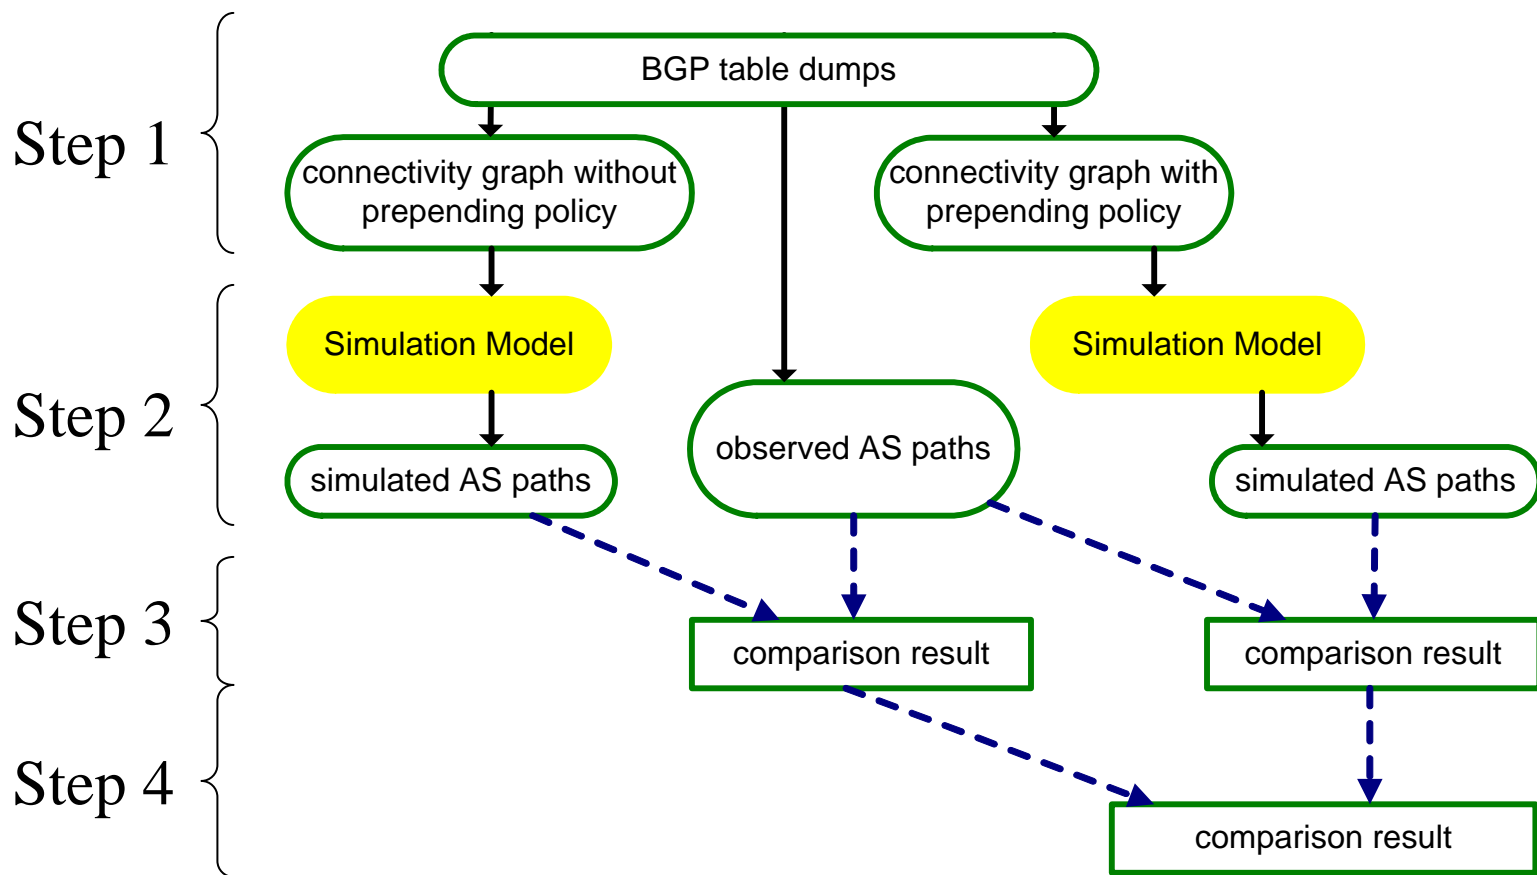 Step 1
BGP table dumps
connectivity graph without
prepending policy
connectivity graph with
prepending policy
Step 2
Simulation Model
Simulation Model
observed AS paths
simulated AS paths
simulated AS paths
Step 3
comparison result
comparison result
Step 4
comparison result